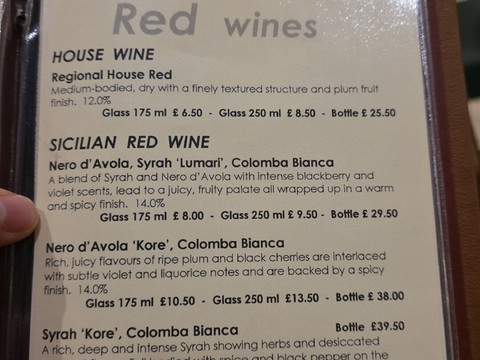 Red wines
HOUSE WINE
Regional House Red
Medium-bodied, dry with a finely textured structure and plum fruit
finish. 12.0%
Glass 175 ml £ 6.50 - Glass 250 ml £ 8.50 - Bottle £ 25.50
SICILIAN RED WINE
Nero d'Avola, Syrah 'Lumari', Colomba Bianca
A blend of Syrah and Nero d'Avola with intense blackberry and
violet scents, lead to a juicy, fruity palate all wrapped up in a warm
and spicy finish. 14.0%
Glass 175 ml £ 8.00 - Glass 250 ml £ 9.50 - Bottle £ 29.50
Nero d'Avola 'Kore', Colomba Bianca
Rich, juicy flavours of ripe plum and black cherries are interlaced
with subtle violet and liquorice notes and are backed by a spicy
finish. 14.0%
Glass 175 ml £10.50 - Glass 250 ml £13.50 - Bottle £ 38.00
Syrah 'Kore', Colomba Bianca Bottle £39.50
A rich, deep and intense Syrah showing herbs and desiccated
spice and black pepper on the